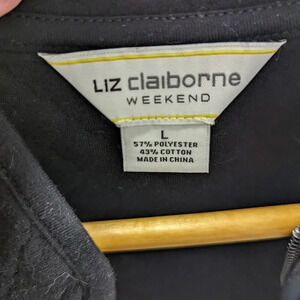 Liz claiborne
WEEKEND
L
57% POLYESTER
43% COTTON
MADE IN CHINA